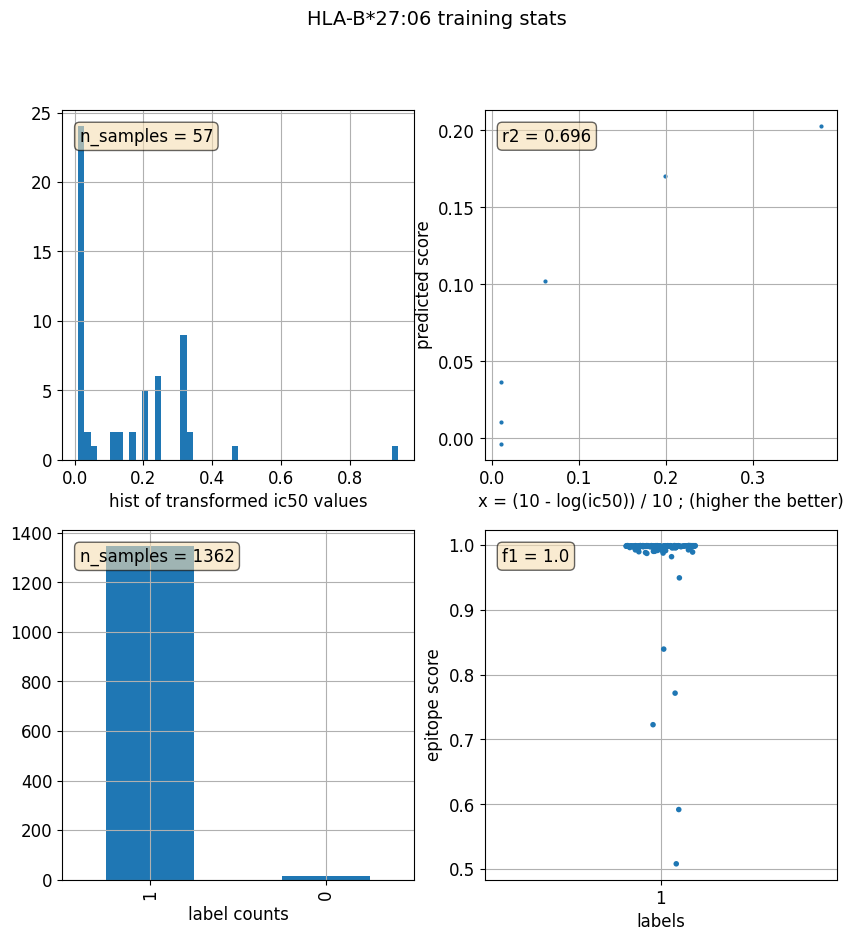 HLA-B*27:06 training stats
25
20
15
10
5
0
n_samples = 57
0.0 0.2 0.4 0.6 0.8
hist of transformed ic50 values
predicted score
0.20
0.15
0.10
0.05
0.00
r2 = 0.696
0.0 0.1 0.2 0.3
x = (10 - log(ic50)) / 10 ; (higher the better)
1400
1200
1000
800
600
400
200
0
n_samples = 1362
1 0
label counts
epitope score
1.0
0.9
0.8
0.7
0.6
0.5
f1 = 1.0
1
labels